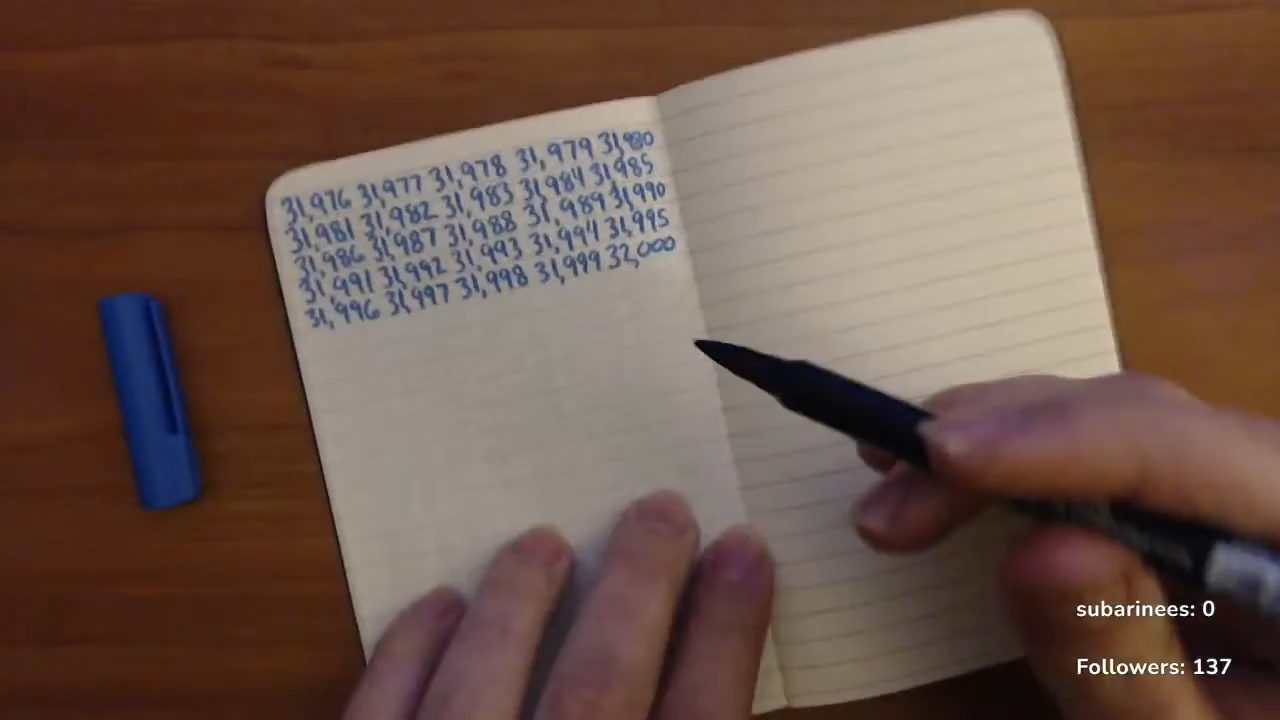 31,976 31,977 31,978 31,979 31,980
31,981 31,982 31,983 31,984 31,985
31,986 31,987 31,988 31,989 31,990
31,991 31,992 31,993 31,994 31,995
31,996 31,997 31,998 31,999 32,000
subarinees: 0
Followers: 137